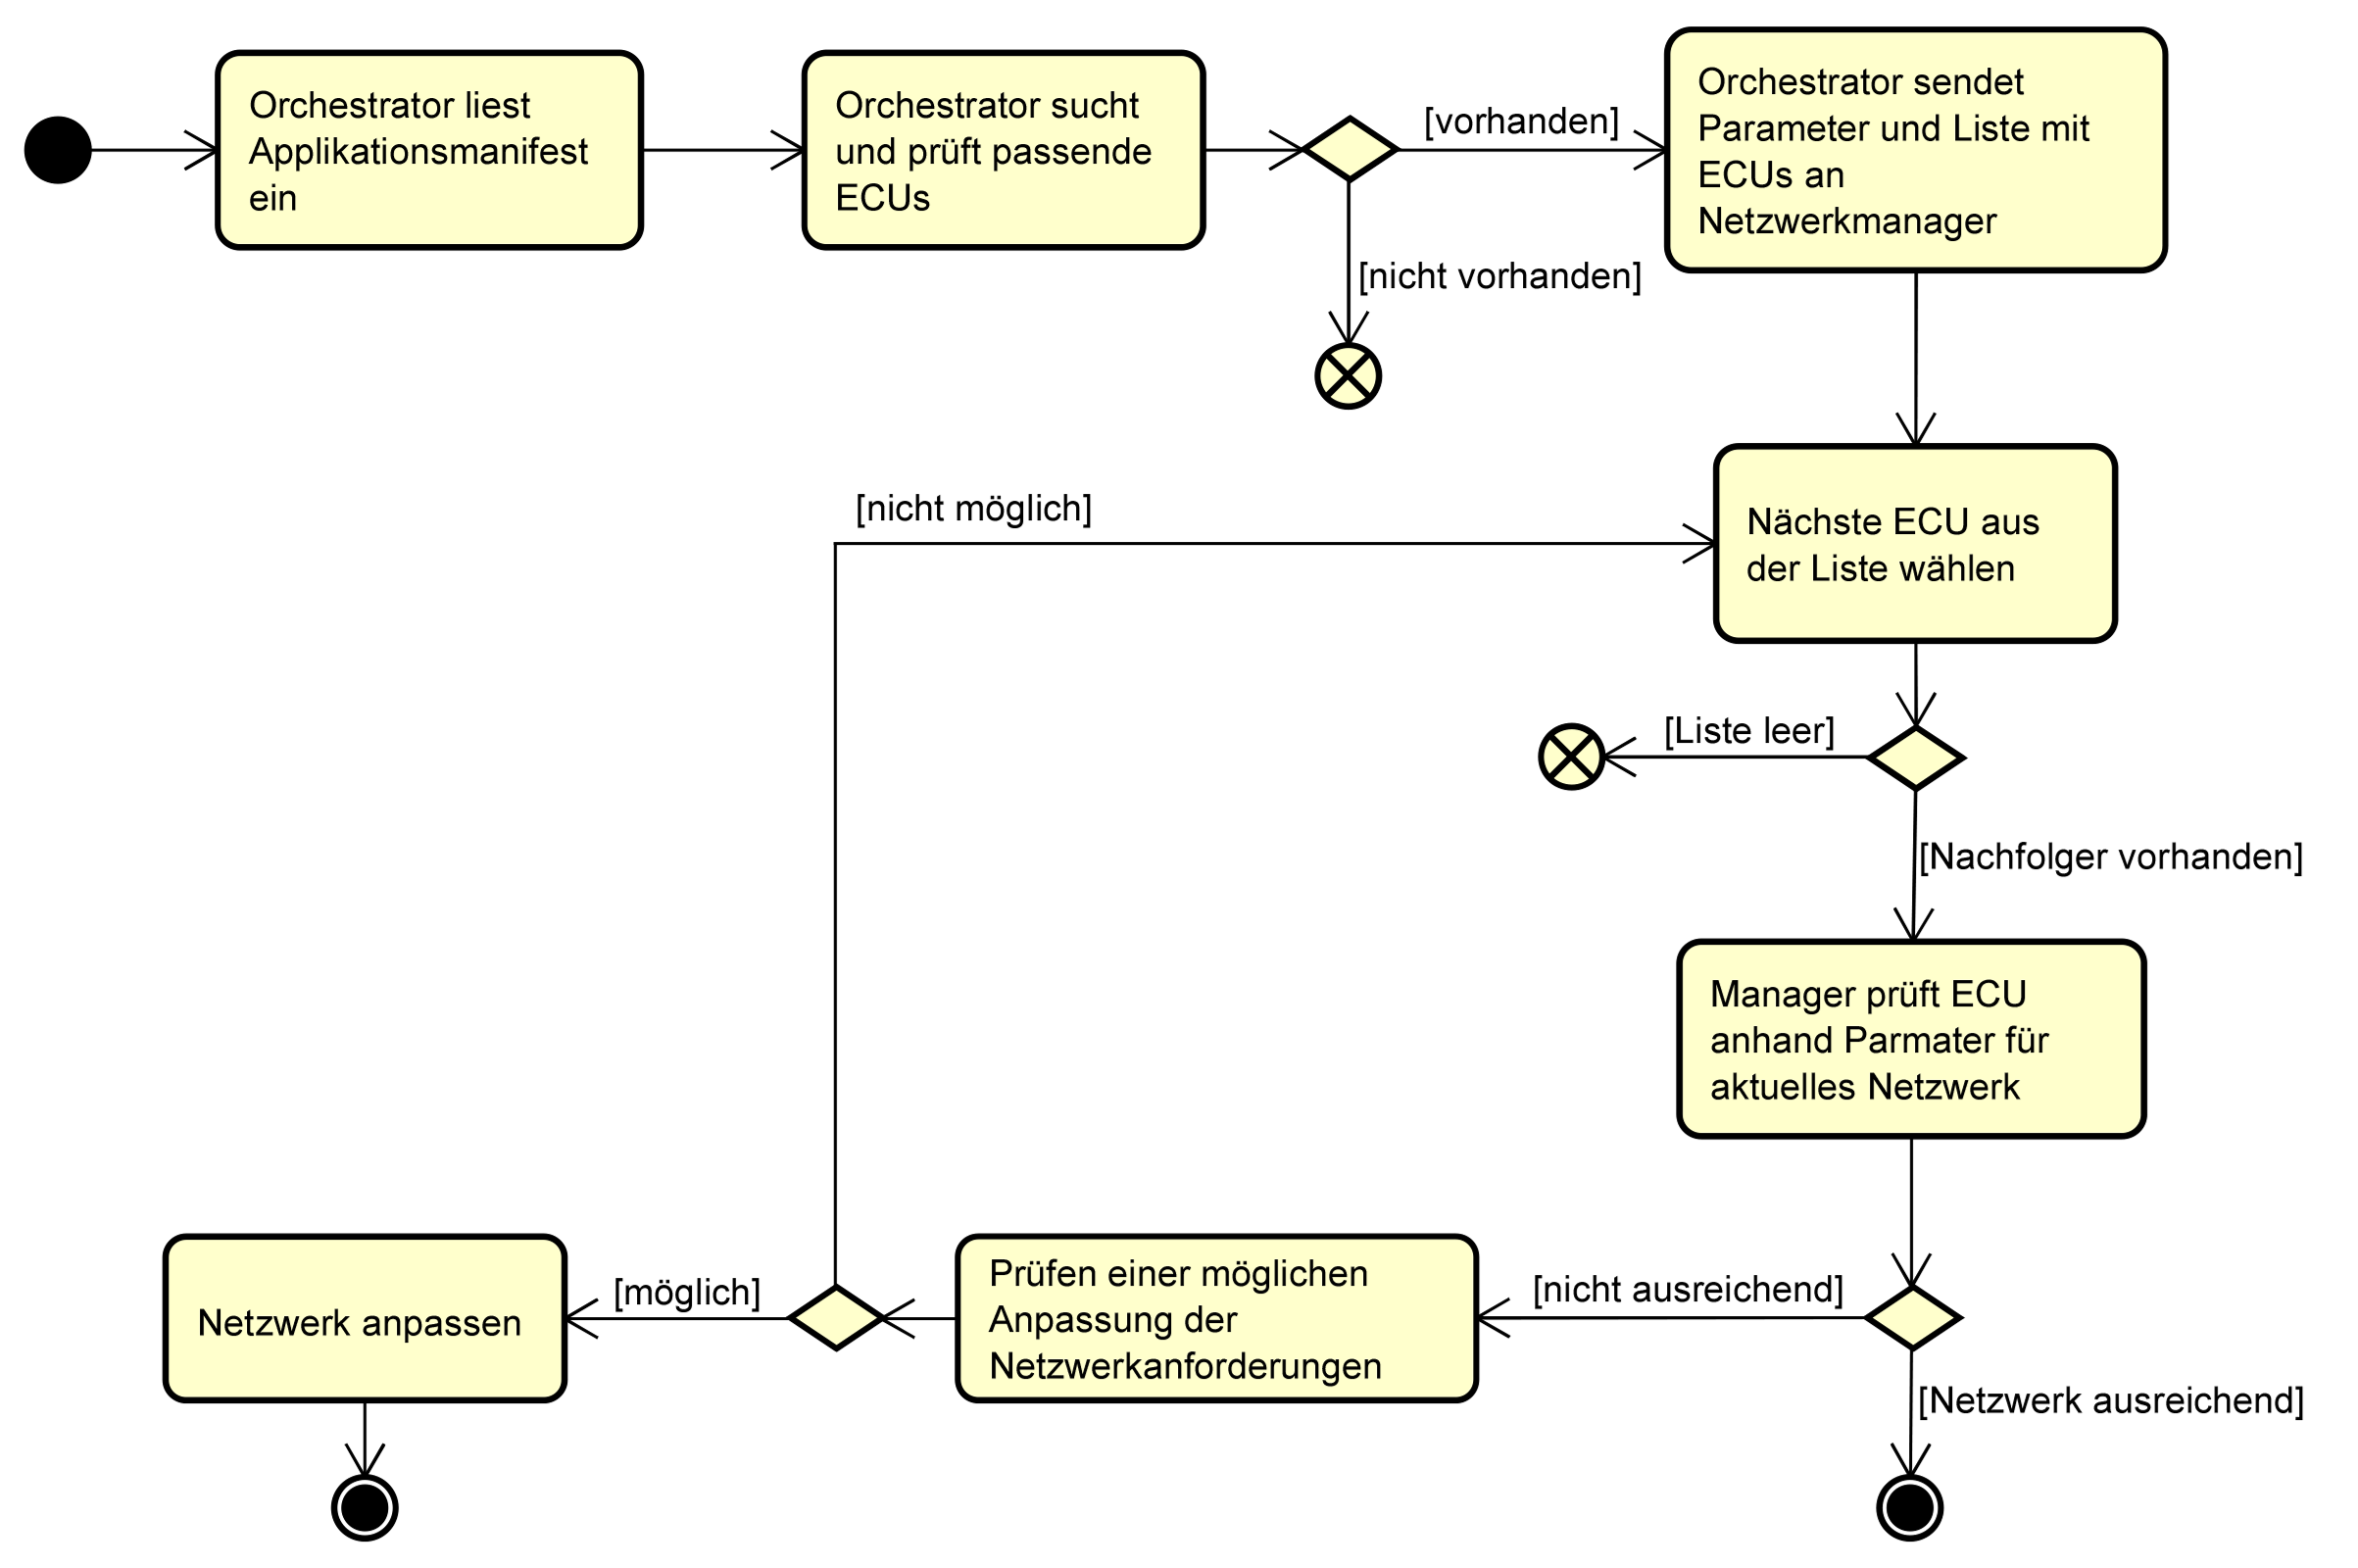 Orchestrator liest
Applikationsmanifest
ein
Orchestrator sucht
und prüft passende
ECUs
[vorhanden]
Orchestrator sendet
Parameter und Liste mit
ECUs an
Netzwerkmanager
[nicht vorhanden]
[nicht möglich]
Nächste ECU aus
der Liste wählen
[Liste leer]
[Nachfolger vorhanden]
Manager prüft ECU
anhand Parmater für
aktuelles Netzwerk
[nicht ausreichend]
Prüfen einer möglichen
Anpassung der
Netzwerkanforderungen
[möglich]
Netzwerk anpassen
[Netzwerk ausreichend]